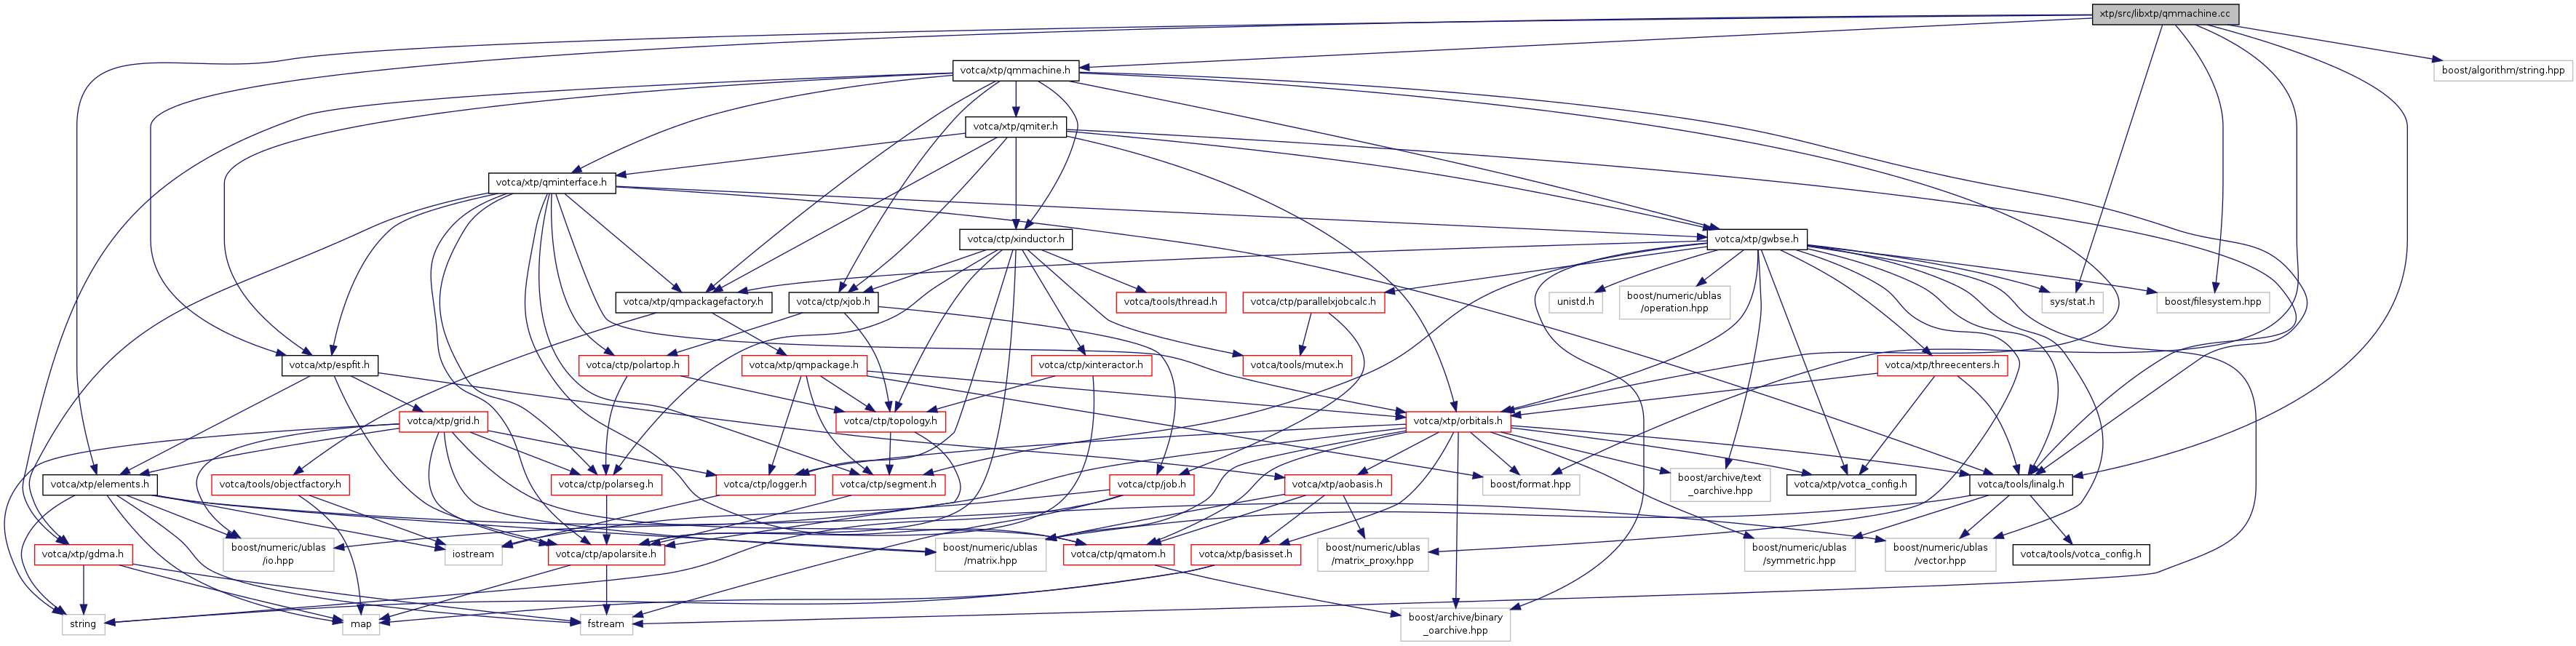 xtp/src/libxtp/qmmachine.cc
votca/xtp/qmmachine.h
boost/algorithm/string.hpp
votca/xtp/qmiter.h
votca/xtp/qminterface.h
votca/ctp/xinductor.h
votca/xtp/gwbse.h
votca/xtp/qmpackagefactory.h
votca/ctp/xjob.h
votca/tools/thread.h
votca/ctp/parallelxjobcalc.h
unistd.h
boost/numeric/ublas
/operation.hpp
sys/stat.h
boost/filesystem.hpp
votca/xtp/espfit.h
votca/ctp/polartop.h
votca/xtp/qmpackage.h
votca/ctp/xinteractor.h
votca/tools/mutex.h
votca/xtp/threecenters.h
votca/xtp/grid.h
votca/ctp/topology.h
votca/xtp/orbitals.h
votca/xtp/elements.h
votca/tools/objectfactory.h
votca/ctp/polarseg.h
votca/ctp/logger.h
votca/ctp/segment.h
votca/ctp/job.h
votca/xtp/aobasis.h
boost/format.hpp
boost/archive/text
_oarchive.hpp
votca/xtp/votca_config.h
votca/tools/linalg.h
votca/xtp/gdma.h
boost/numeric/ublas
/io.hpp
iostream
votca/ctp/apolarsite.h
boost/numeric/ublas
/matrix.hpp
votca/ctp/qmatom.h
votca/xtp/basisset.h
boost/numeric/ublas
/matrix_proxy.hpp
boost/numeric/ublas
/symmetric.hpp
boost/numeric/ublas
/vector.hpp
votca/tools/votca_config.h
string
map
fstream
boost/archive/binary
_oarchive.hpp